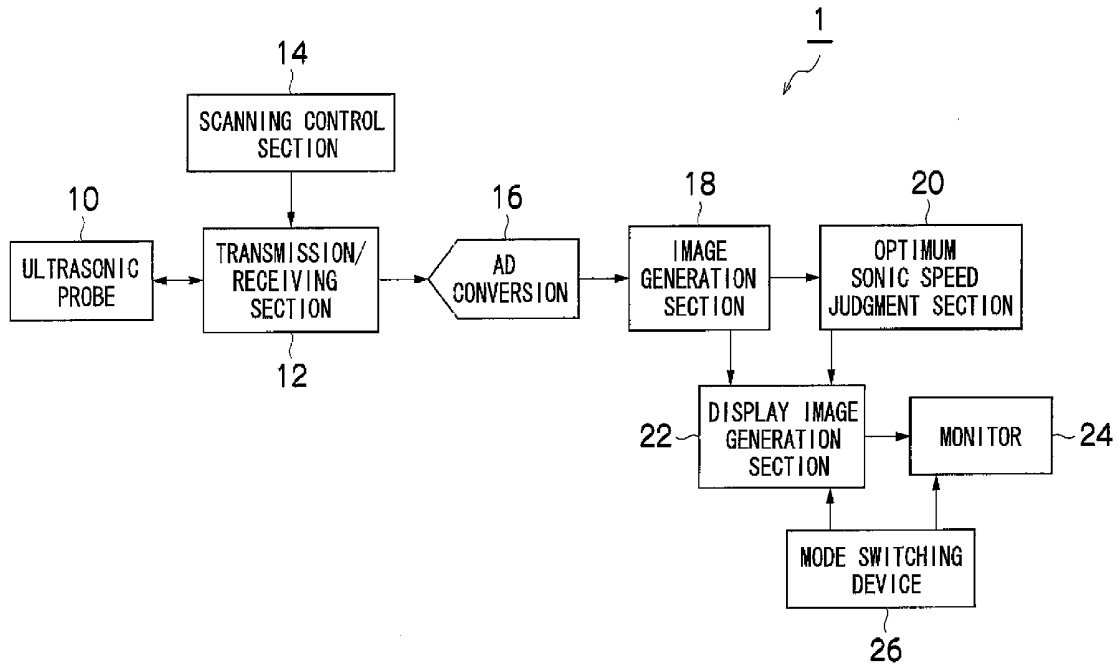 1
14
SCANNING CONTROL
SECTION
10
ULTRASONIC
PROBE
TRANSMISSION/
RECEIVING
SECTION
12
16
AD
CONVERSION
18
IMAGE
GENERATION
SECTION
20
OPTIMUM
SONIC SPEED
JUDGMENT SECTION
22
DISPLAY IMAGE
GENERATION
SECTION
MONITOR
24
MODE SWITCHING
DEVICE
26